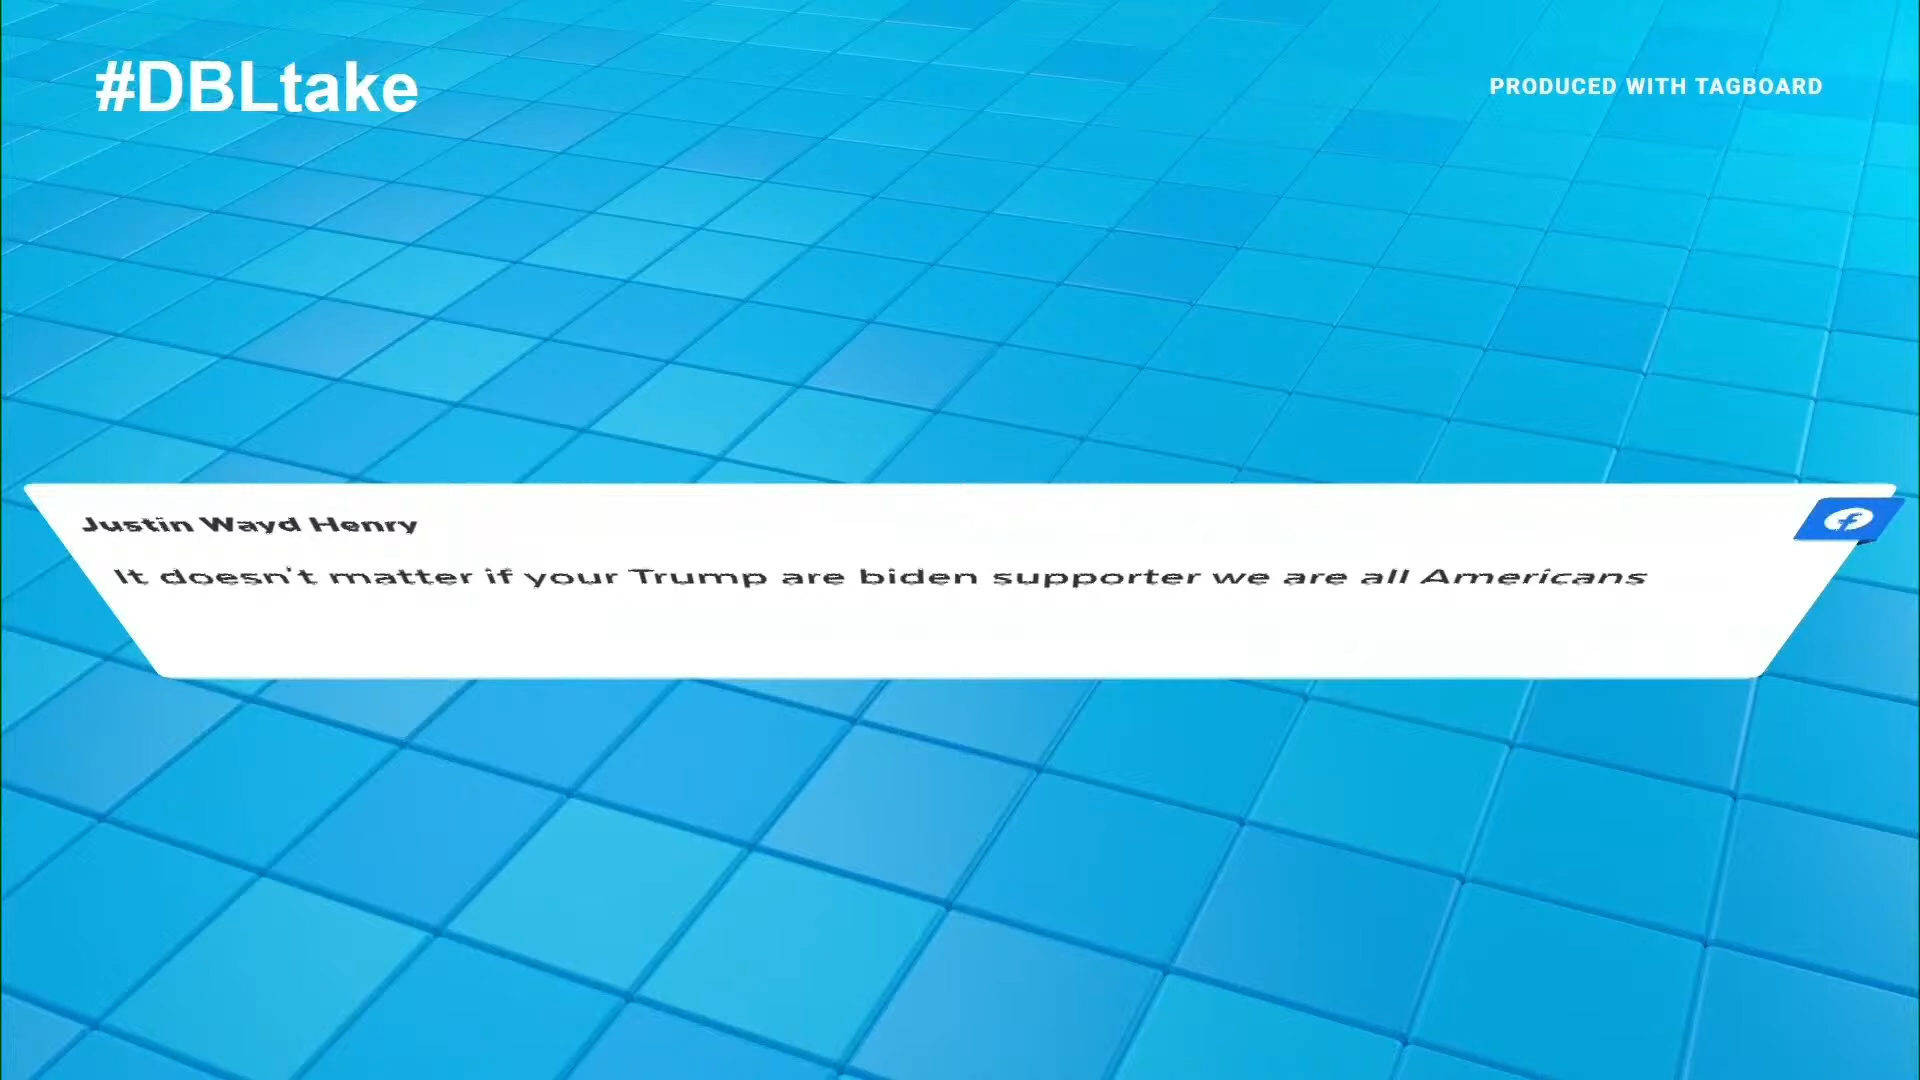 #DBLtake
PRODUCED WITH TAGBOARD
Justin Wayd Henry
It doesn't matter if your Trump are biden supporter we are all Americans